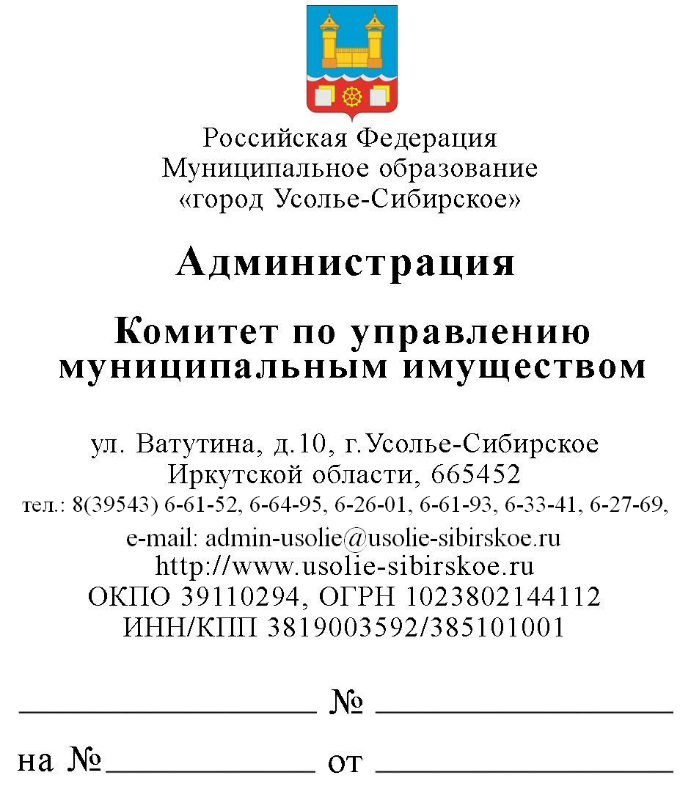 Российская Федерация
Муниципальное образование
«город Усолье-Сибирское»
Администрация
Комитет по управлению
муниципальным имуществом
ул. Ватутина, д.10, г.Усолье-Сибирское
Иркутской области, 665452
тел.: 8(39543) 6-61-52, 6-64-95, 6-26-01, 6-61-93, 6-33-41, 6-27-69,
e-mail: admin-usolie@usolie-sibirskoe.ru
http://www.usolie-sibirskoe.ru
ОКПО 39110294, ОГРН 1023802144112
ИНН/КПП 3819003592/385101001
№
на № от